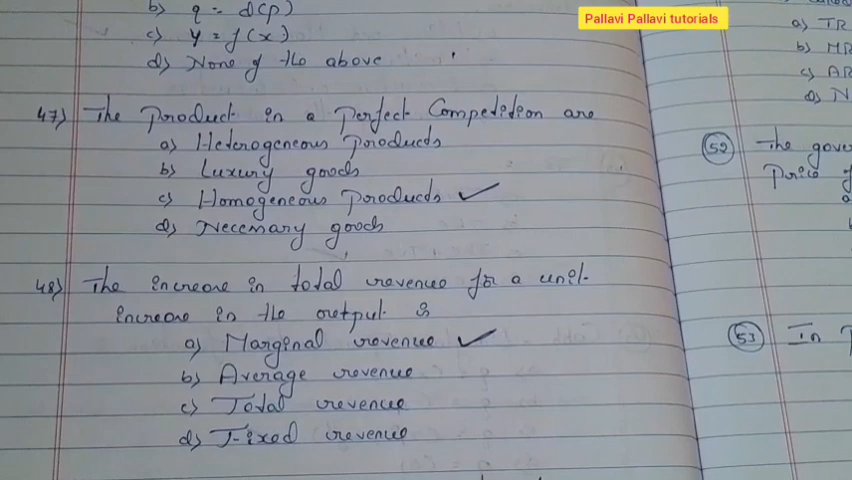 b) q = d(p)
c) y = f(x)
d) None of the above
47) The product in a perfect Competition are
a) Heterogeneous products
b) Luxury goods
c) Homogeneous products ✓
d) Necessary goods
48) The increase in total revenue for a unit
increase in the output is
a) Marginal revenue ✓
b) Average revenue
c) Total revenue
d) Fixed revenue
Pallavi Pallavi tutorials
a) TR
b) MR
c) AR
d) N
52 The gove
Price of
a
53 In